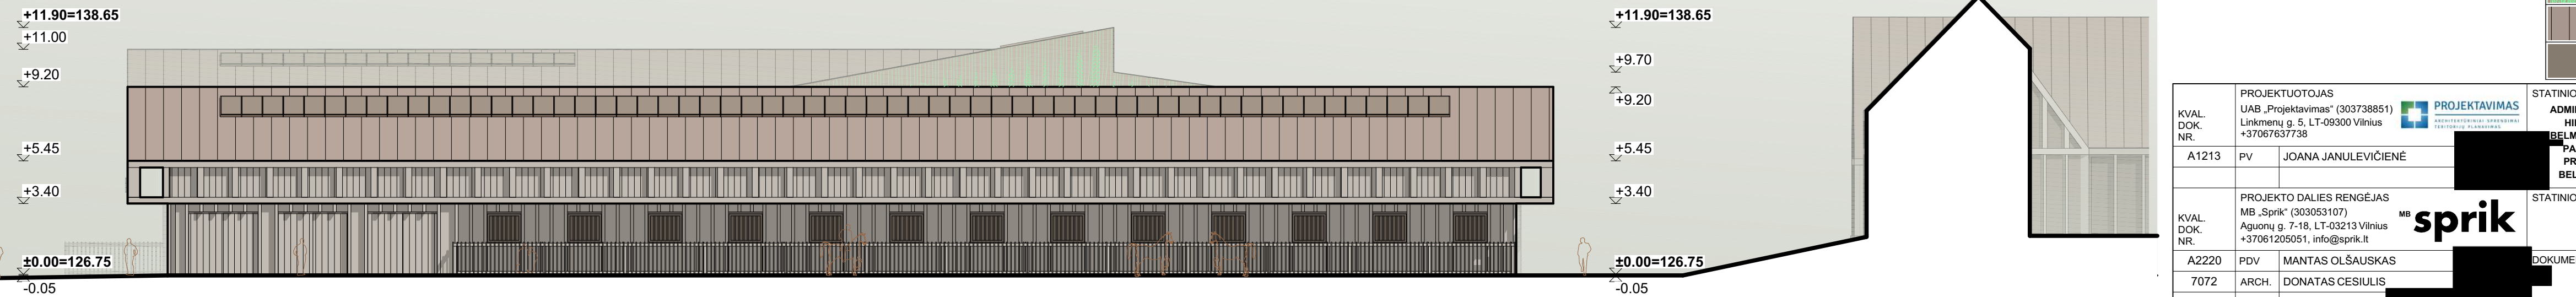 +11.90=138.65
+11.00
+9.20
+5.45
+3.40
±0.00=126.75
-0.05
+11.90=138.65
+9.70
+9.20
+5.45
+3.40
±0.00=126.75
-0.05
KVAL.
DOK.
NR.
PROJEKTUOTOJAS
UAB „Projektavimas“ (303738851)
Linkmenų g. 5, LT-09300 Vilnius
+37067637738
PROJEKTAVIMAS
ARCHITEKTŪRINIAI SPRENDIMAI
TERITORIJŲ PLANAVIMAS
STATINIO
ADMI
HI
BELM
PA
PR
BEL
A1213 PV JOANA JANULEVIČIENĖ
KVAL.
DOK.
NR.
PROJEKTO DALIES RENGĖJAS
MB „Sprik“ (303053107)
Aguonų g. 7-18, LT-03213 Vilnius
+37061205051, info@sprik.lt
MB sprik
STATINIO
A2220 PDV MANTAS OLŠAUSKAS
DOKUME
7072 ARCH. DONATAS CESIULIS